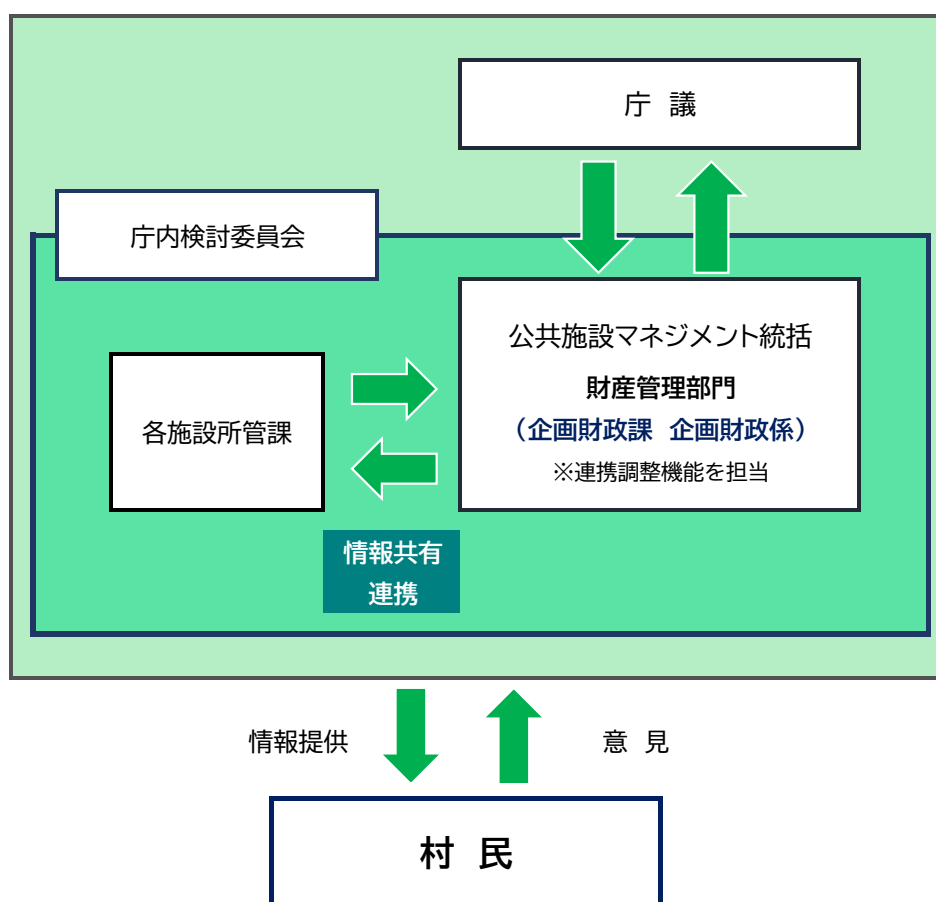 庁 議
庁内検討委員会
公共施設マネジメント統括
財産管理部門
（企画財政課 企画財政係）
※連携調整機能を担当
各施設所管課
情報共有
連携
情報提供
意 見
村 民